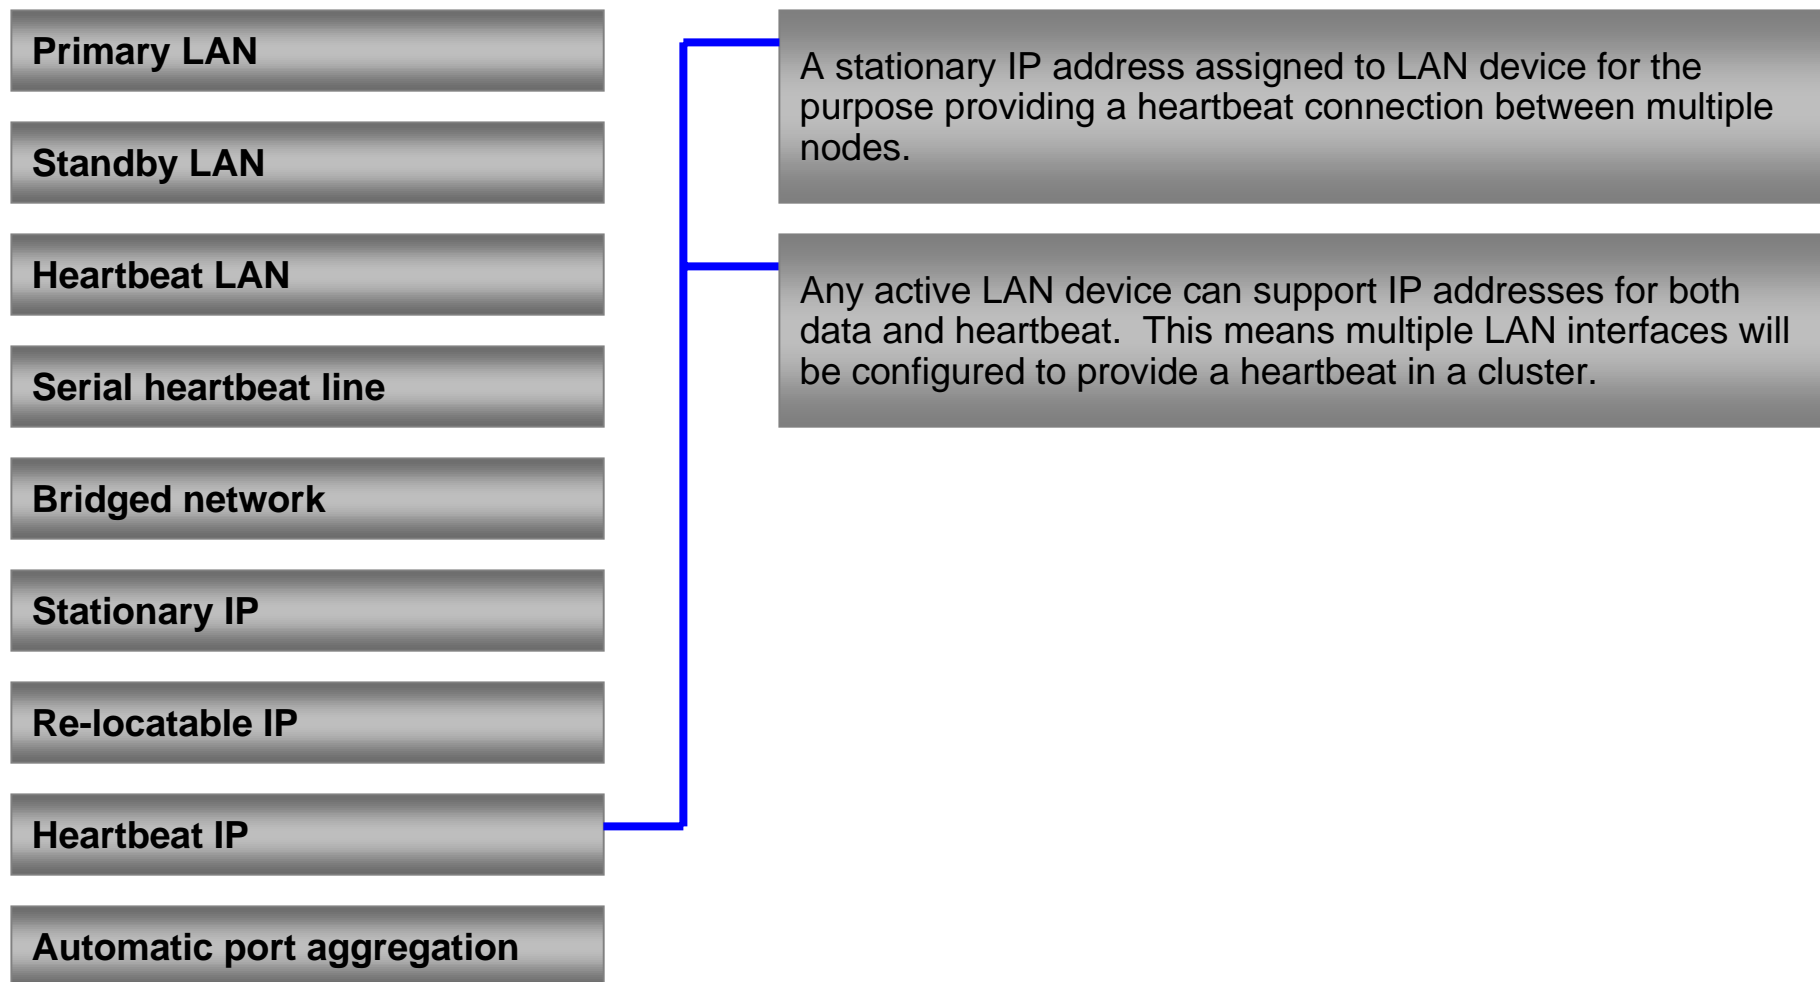 Primary LAN
Standby LAN
Heartbeat LAN
Serial heartbeat line
Bridged network
Stationary IP
Re-locatable IP
Heartbeat IP
Automatic port aggregation
A stationary IP address assigned to LAN device for the
purpose providing a heartbeat connection between multiple
nodes.
Any active LAN device can support IP addresses for both
data and heartbeat.  This means multiple LAN interfaces will
be configured to provide a heartbeat in a cluster.